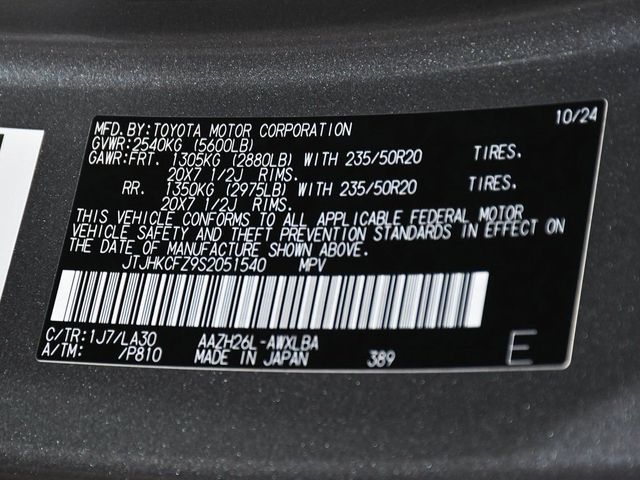 MFD.BY:TOYOTA MOTOR CORPORATION 10/24
GVWR:2540KG (5600LB)
GAWR:FRT. 1305KG (2880LB) WITH 235/50R20 TIRES.
20X7 1/2J RIMS.
RR. 1350KG (2975LB) WITH 235/50R20 TIRES.
20X7 1/2J RIMS.
THIS VEHICLE CONFORMS TO ALL APPLICABLE FEDERAL MOTOR
VEHICLE SAFETY AND THEFT PREVENTION STANDARDS IN EFFECT
ON THE DATE OF MANUFACTURE SHOWN ABOVE.
JTJHKCFZ9S2051540 MPV
C/TR:1J7/LA30 AAZH26L-AWXLBA
A/TM: /P810 MADE IN JAPAN 389 E